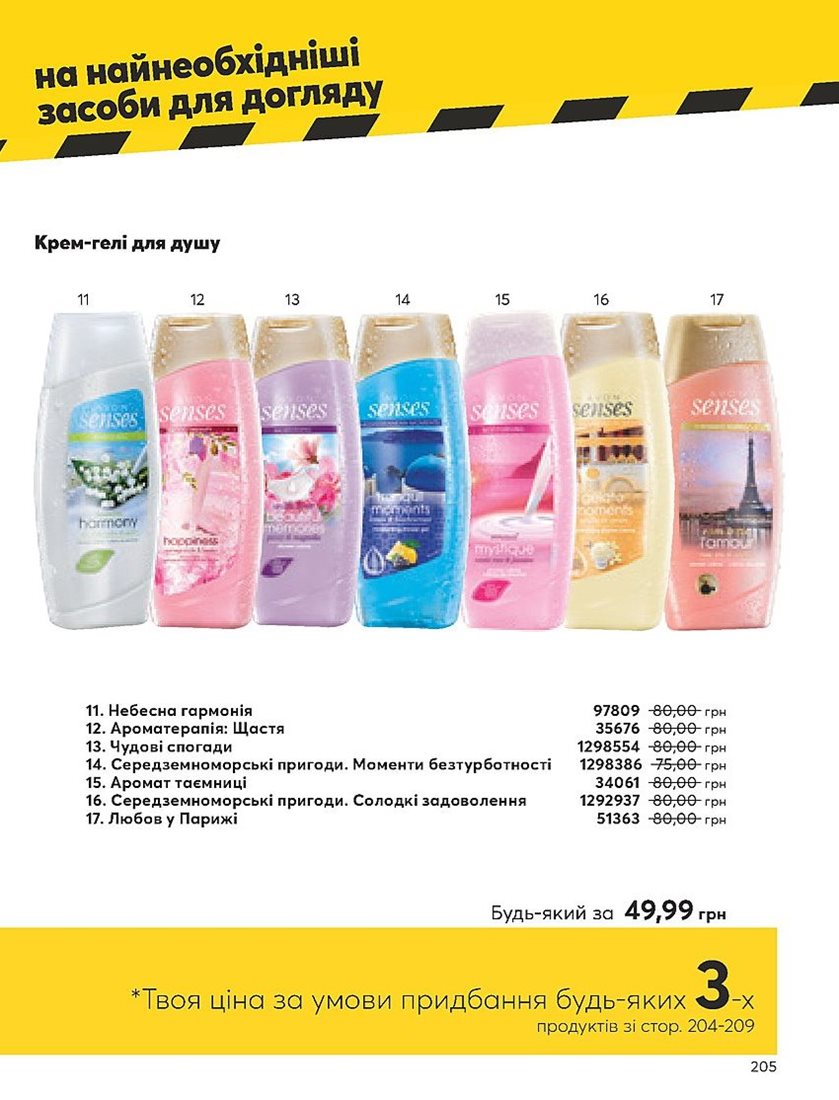 на найнеобхідніші
засоби для догляду
Крем-гелі для душу
11 12 13 14 15 16 17
senses senses senses senses senses AVON senses senses
harmony
happiness
beautiful
memories
tranquil
moments
mystique
gelato
moments
l'amour
11. Небесна гармонія 97809 80,00 грн
12. Ароматерапія: Щастя 35676 80,00 грн
13. Чудові спогади 1298554 80,00 грн
14. Середземноморські пригоди. Моменти безтурботності 1298386 75,00 грн
15. Аромат таємниці 34061 80,00 грн
16. Середземноморські пригоди. Солодкі задоволення 1292937 80,00 грн
17. Любов у Парижі 51363 80,00 грн
Будь-який за 49,99 грн
*Твоя ціна за умови придбання будь-яких 3-х
продуктів зі стор. 204-209
205